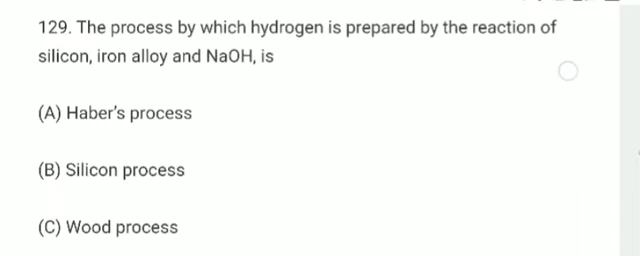 129. The process by which hydrogen is prepared by the reaction of
silicon, iron alloy and NaOH, is
(A) Haber's process
(B) Silicon process
(C) Wood process